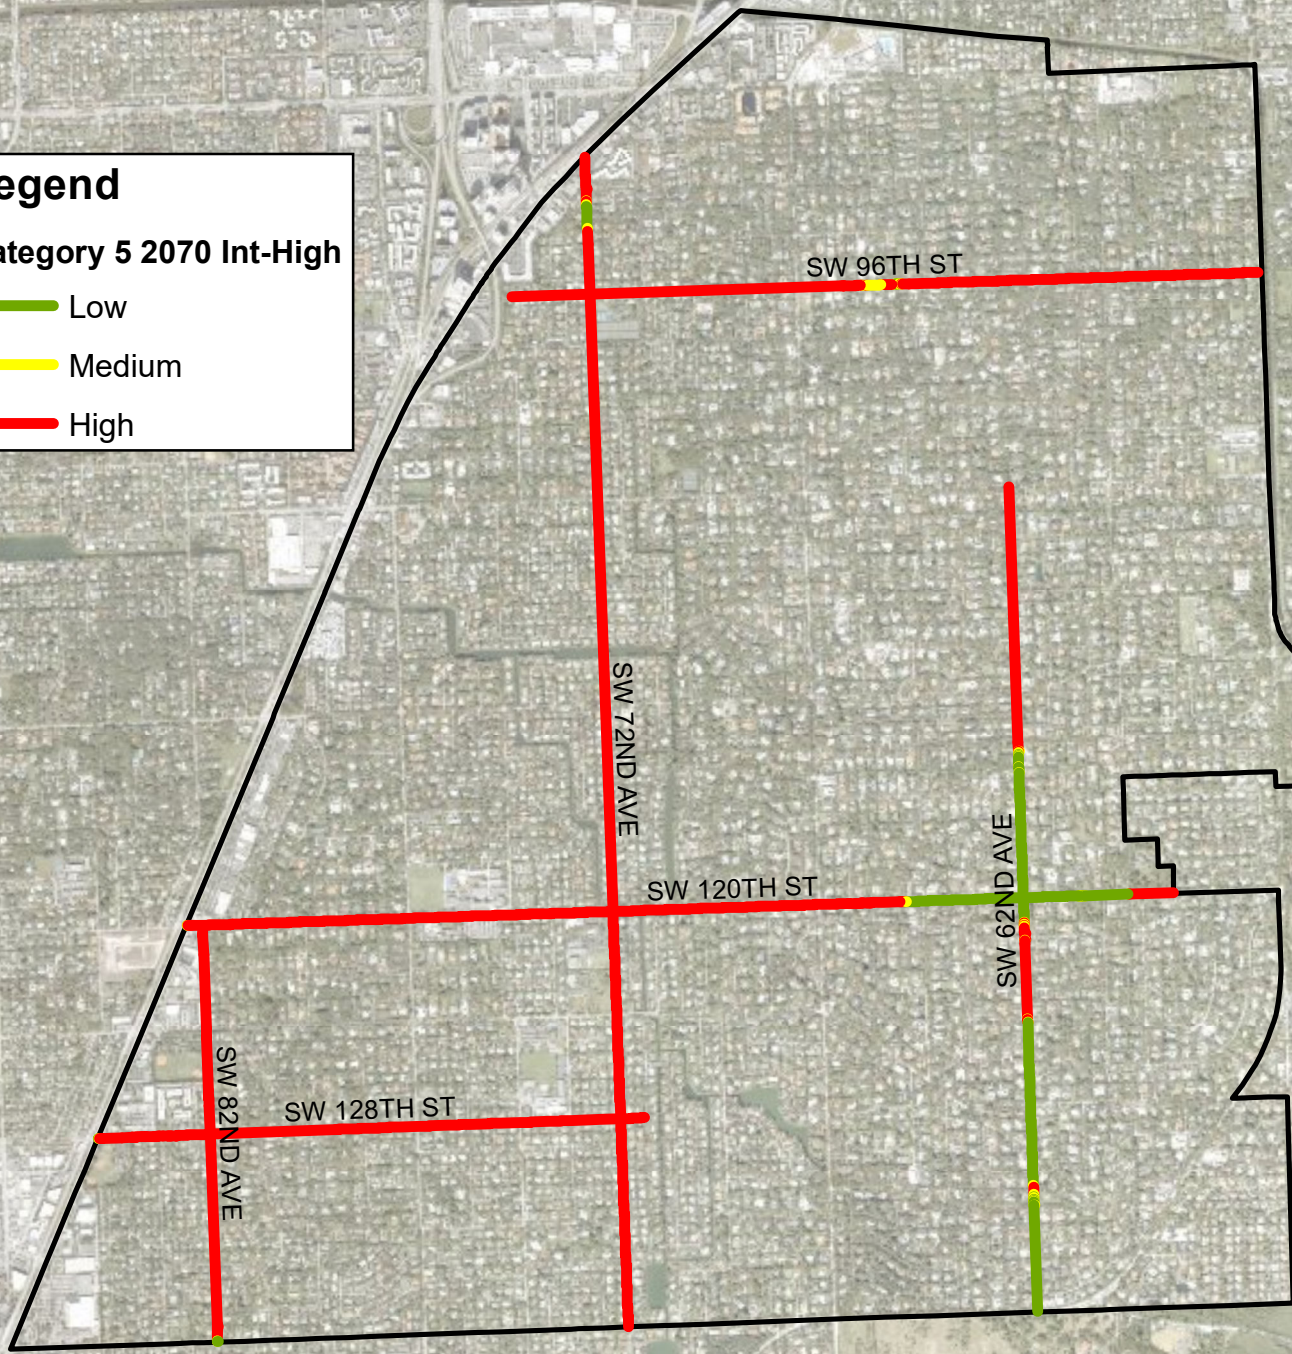 egend
ategory 5 2070 Int-High
Low
Medium
High
SW 96TH ST
SW 72ND AVE
SW 62ND AVE
SW 120TH ST
SW 82ND AVE
SW 128TH ST